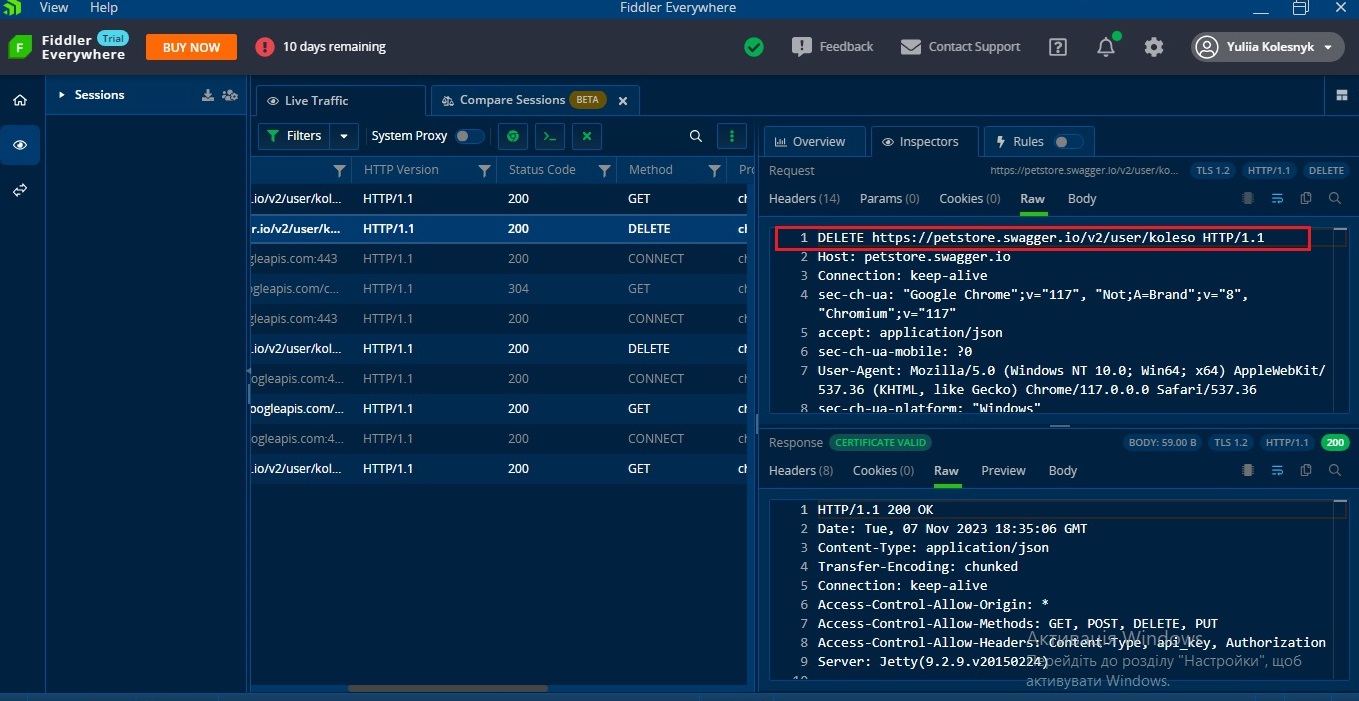 View Help Fiddler Everywhere
Fiddler Trial
Everywhere
BUY NOW
10 days remaining
Feedback
Contact Support
Yuliia Kolesnyk
Sessions
Live Traffic
Compare Sessions BETA
Filters
System Proxy
HTTP Version Status Code Method Pro
.io/v2/user/kol... HTTP/1.1 200 GET ch
r.io/v2/user/k... HTTP/1.1 200 DELETE ch
gleapis.com:443 HTTP/1.1 200 CONNECT ch
ogleapis.com/c... HTTP/1.1 304 GET ch
gleapis.com:443 HTTP/1.1 200 CONNECT ch
.io/v2/user/kol... HTTP/1.1 200 DELETE ch
ogleapis.com:4... HTTP/1.1 200 CONNECT ch
oogleapis.com/... HTTP/1.1 200 GET ch
ogleapis.com:4... HTTP/1.1 200 CONNECT ch
.io/v2/user/kol... HTTP/1.1 200 GET ch
Overview Inspectors Rules
Request https://petstore.swagger.io/v2/user/ko... TLS 1.2 HTTP/1.1 DELETE
Headers (14) Params (0) Cookies (0) Raw Body
1 DELETE https://petstore.swagger.io/v2/user/koleso HTTP/1.1
2 Host: petstore.swagger.io
3 Connection: keep-alive
4 sec-ch-ua: "Google Chrome";v="117", "Not;A=Brand";v="8",
"Chromium";v="117"
5 accept: application/json
6 sec-ch-ua-mobile: ?0
7 User-Agent: Mozilla/5.0 (Windows NT 10.0; Win64; x64) AppleWebKit/
537.36 (KHTML, like Gecko) Chrome/117.0.0.0 Safari/537.36
8 sec-ch-ua-platform: "Windows"
Response CERTIFICATE VALID BODY: 59.00 B TLS 1.2 HTTP/1.1 200
Headers (8) Cookies (0) Raw Preview Body
1 HTTP/1.1 200 OK
2 Date: Tue, 07 Nov 2023 18:35:06 GMT
3 Content-Type: application/json
4 Transfer-Encoding: chunked
5 Connection: keep-alive
6 Access-Control-Allow-Origin: *
7 Access-Control-Allow-Methods: GET, POST, DELETE, PUT
8 Access-Control-Allow-Headers: Content-Type, api_key, Authorization
9 Server: Jetty(9.2.9.v20150224)
10
Активація Windows
Перейдіть до розділу "Настройки", щоб
активувати Windows.